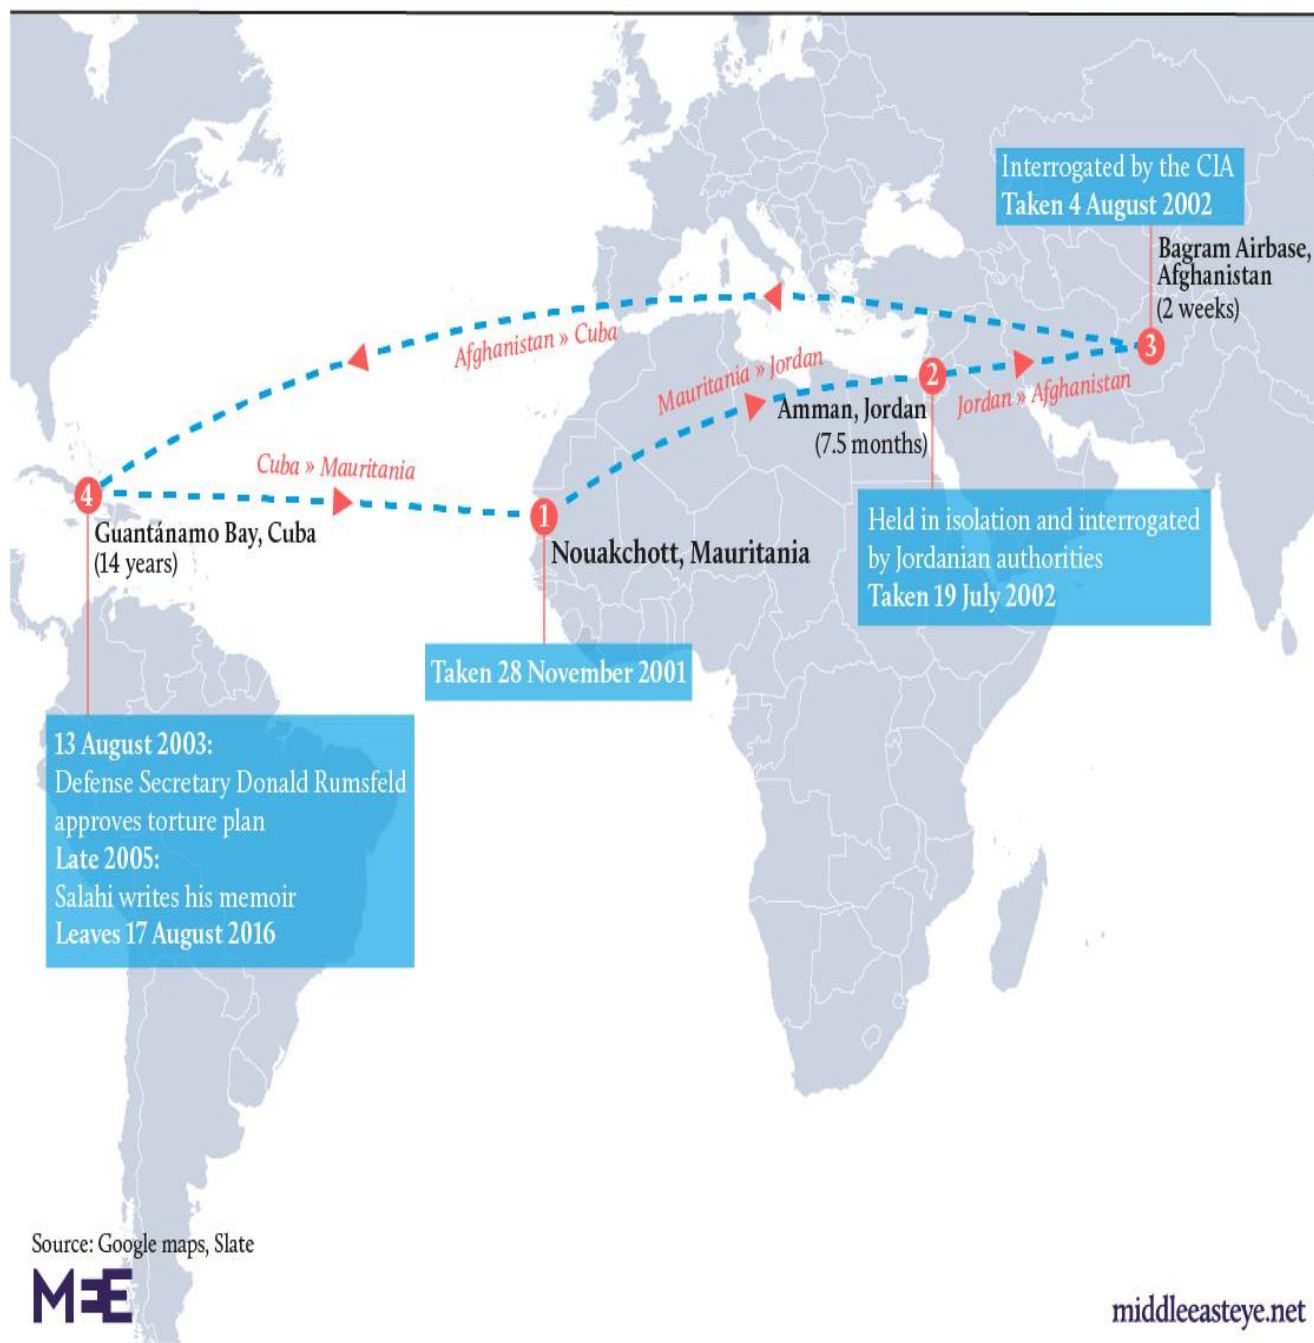 Interrogated by the CIA
Taken 4 August 2002
Bagram Airbase,
Afghanistan
(2 weeks)
3
Afghanistan » Cuba
Mauritania » Jordan
2
Jordan » Afghanistan
Amman, Jordan
(7.5 months)
Cuba » Mauritania
4
Guantánamo Bay, Cuba
(14 years)
1
Nouakchott, Mauritania
Held in isolation and interrogated
by Jordanian authorities
Taken 19 July 2002
Taken 28 November 2001
13 August 2003:
Defense Secretary Donald Rumsfeld
approves torture plan
Late 2005:
Salahi writes his memoir
Leaves 17 August 2016
Source: Google maps, Slate
MEE
middleeasteye.net